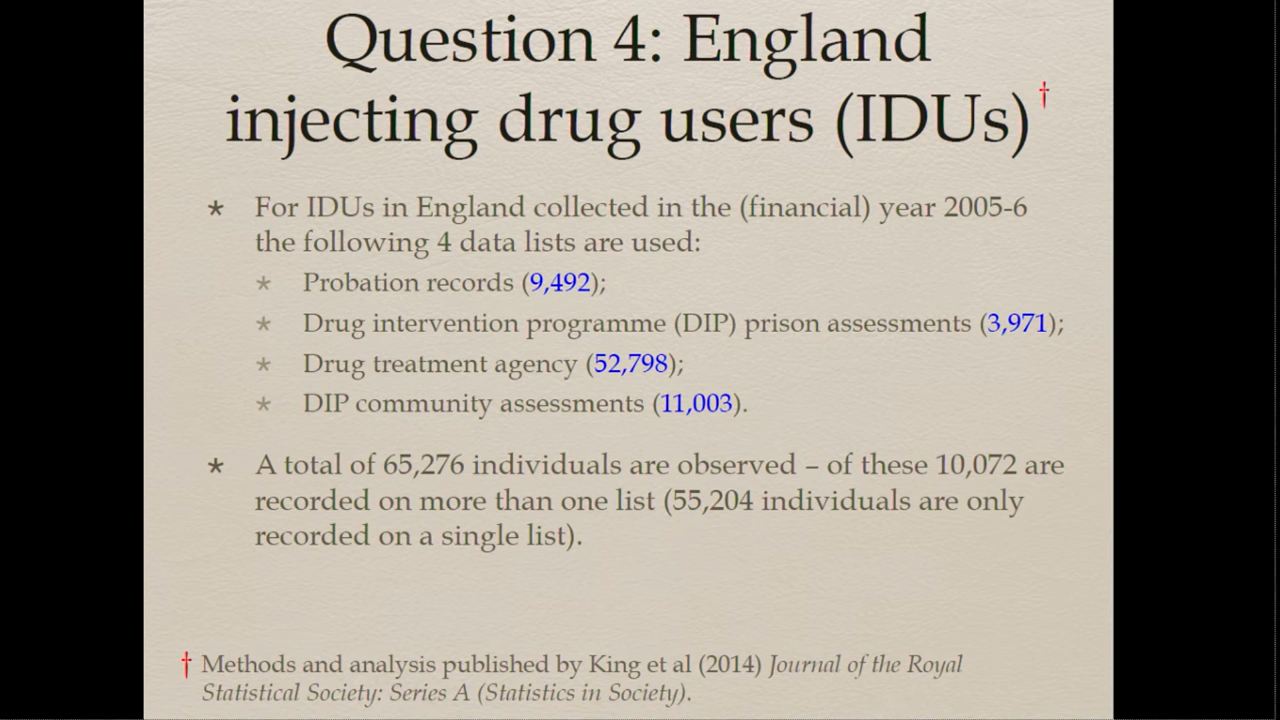 Question 4: England
injecting drug users (IDUs)†
* For IDUs in England collected in the (financial) year 2005-6
the following 4 data lists are used:
* Probation records (9,492);
* Drug intervention programme (DIP) prison assessments (3,971);
* Drug treatment agency (52,798);
* DIP community assessments (11,003).
* A total of 65,276 individuals are observed – of these 10,072 are
recorded on more than one list (55,204 individuals are only
recorded on a single list).
† Methods and analysis published by King et al (2014) Journal of the Royal
Statistical Society: Series A (Statistics in Society).